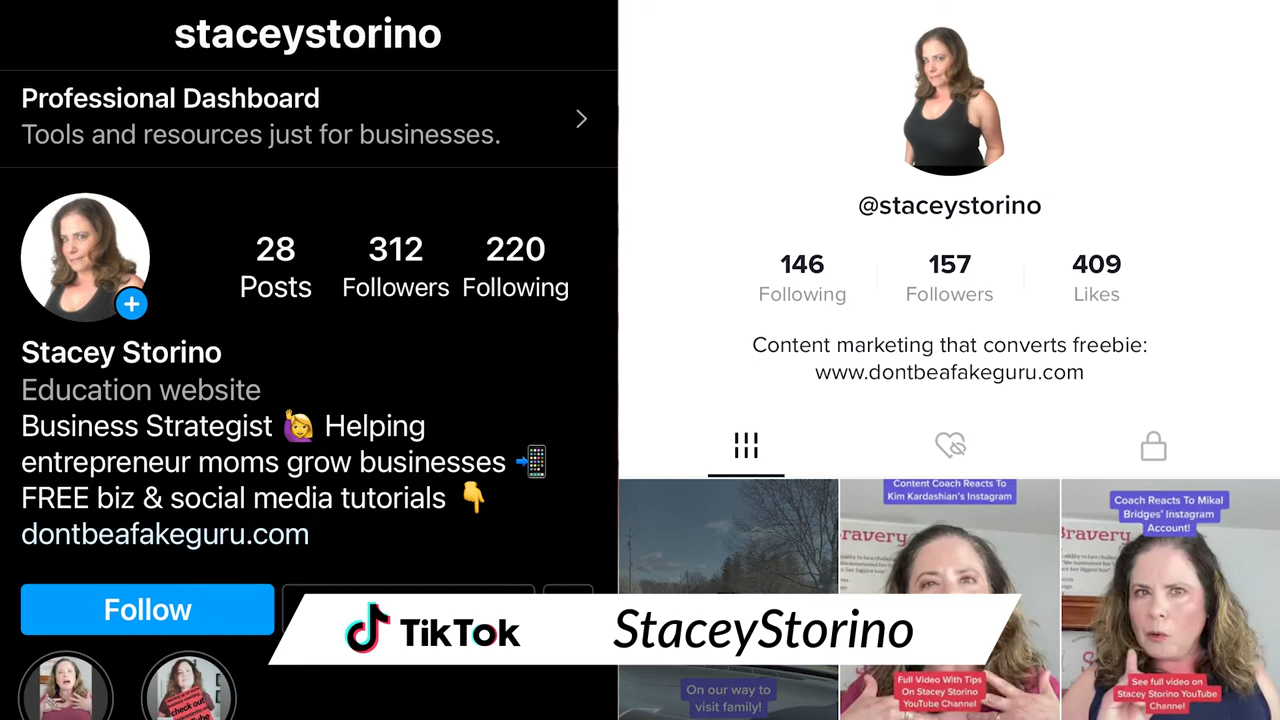 staceystorino
Professional Dashboard
Tools and resources just for businesses.
28
Posts
312
Followers
220
Following
Stacey Storino
Education website
Business Strategist 🙋‍♀️ Helping
entrepreneur moms grow businesses 📲
FREE biz & social media tutorials 👇
dontbeafakeguru.com
Follow
check out
@staceystorino
146
Following
157
Followers
409
Likes
Content marketing that converts freebie:
www.dontbeafakeguru.com
On our way to
visit family!
Content Coach Reacts To
Kim Kardashian's Instagram
Full Video With Tips
On Stacey Storino
YouTube Channel
Coach Reacts To Mikal
Bridges' Instagram
Account!
See full video on
Stacey Storino YouTube
Channel!
TikTok
StaceyStorino